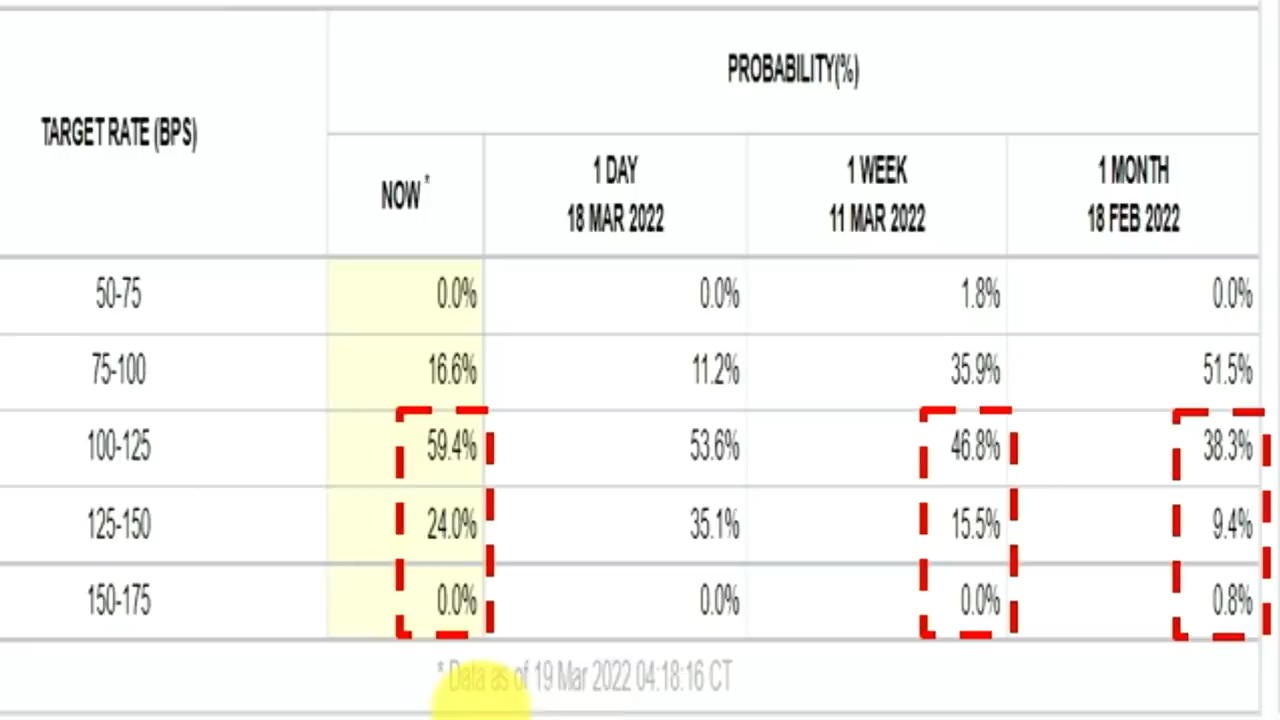 PROBABILITY(%)
TARGET RATE (BPS)
NOW * 1 DAY 18 MAR 2022 1 WEEK 11 MAR 2022 1 MONTH 18 FEB 2022
50-75 0.0% 0.0% 1.8% 0.0%
75-100 16.6% 11.2% 35.9% 51.5%
100-125 59.4% 53.6% 46.8% 38.3%
125-150 24.0% 35.1% 15.5% 9.4%
150-175 0.0% 0.0% 0.0% 0.8%
* Data as of 19 Mar 2022 04:18:16 CT